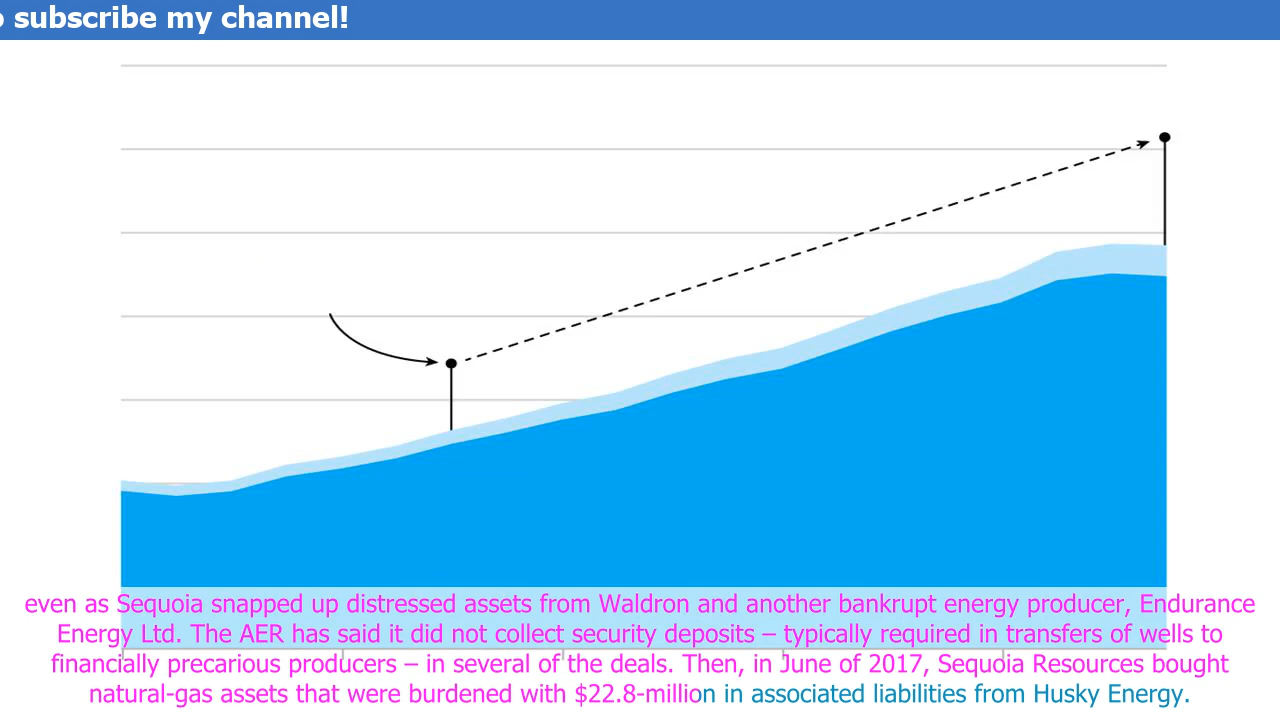 subscribe my channel!
even as Sequoia snapped up distressed assets from Waldron and another bankrupt energy producer, Endurance
Energy Ltd. The AER has said it did not collect security deposits – typically required in transfers of wells to
financially precarious producers – in several of the deals. Then, in June of 2017, Sequoia Resources bought
natural-gas assets that were burdened with $22.8-million in associated liabilities from Husky Energy.